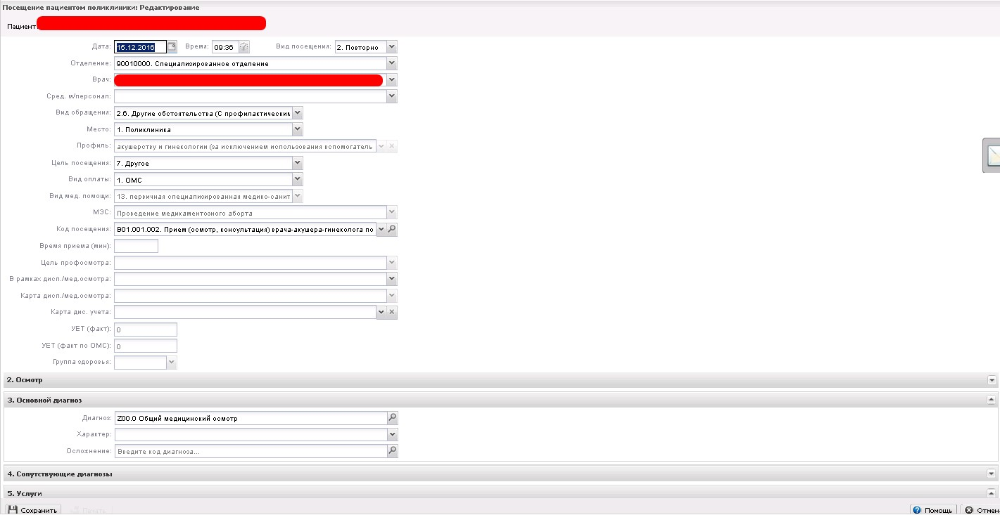 Посещение пациентом поликлиники: Редактирование
Пациент
Дата: 15.12.2016 Время: 09:36 Вид посещения: 2. Повторно
Отделение: 90010000. Специализированное отделение
Врач:
Сред. м/персонал:
Вид обращения: 2.6. Другие обстоятельства (С профилактическим
Место: 1. Поликлиника
Профиль: акушерству и гинекологии (за исключением использования вспомогатель
Цель посещения: 7. Другое
Вид оплаты: 1. ОМС
Вид мед. помощи: 13. первичная специализированная медико-санит
МЭС: Проведение медикаментозного аборта
Код посещения: B01.001.002. Прием (осмотр, консультация) врача-акушера-гинеколога по
Время приема (мин):
Цель профосмотра:
В рамках дисп./мед.осмотра:
Карта дисп./мед.осмотра:
Карта дис. учета:
УЕТ (факт): 0
УЕТ (факт по ОМС): 0
Группа здоровья:
2. Осмотр
3. Основной диагноз
Диагноз: Z00.0 Общий медицинский осмотр
Характер:
Осложнение: Введите код диагноза...
4. Сопутствующие диагнозы
5. Услуги
Сохранить Печать Помощь Отмен